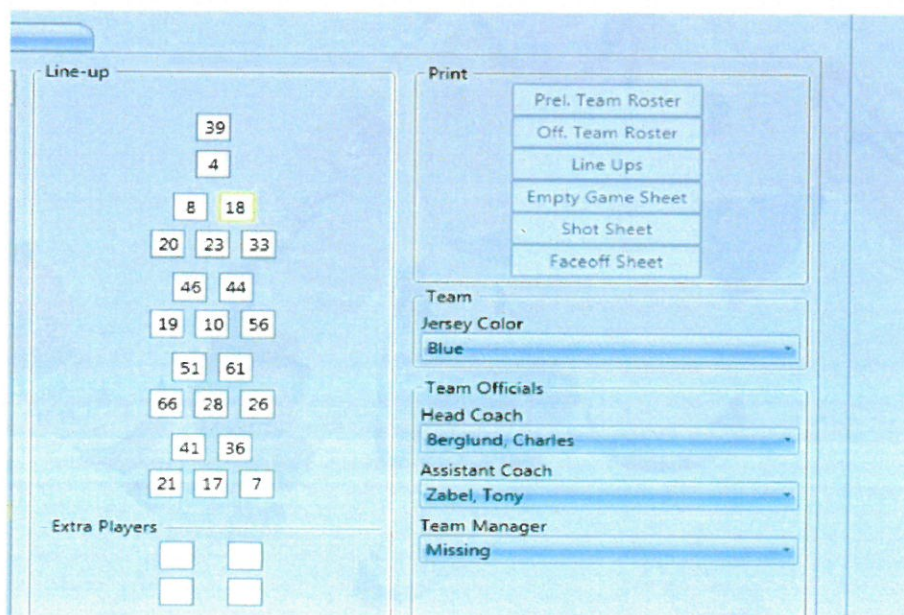 Line-up
39
4
8 18
20 23 33
46 44
19 10 56
51 61
66 28 26
41 36
21 17 7
Extra Players
Print
Prel. Team Roster
Off. Team Roster
Line Ups
Empty Game Sheet
Shot Sheet
Faceoff Sheet
Team
Jersey Color
Blue
Team Officials
Head Coach
Berglund, Charles
Assistant Coach
Zabel, Tony
Team Manager
Missing